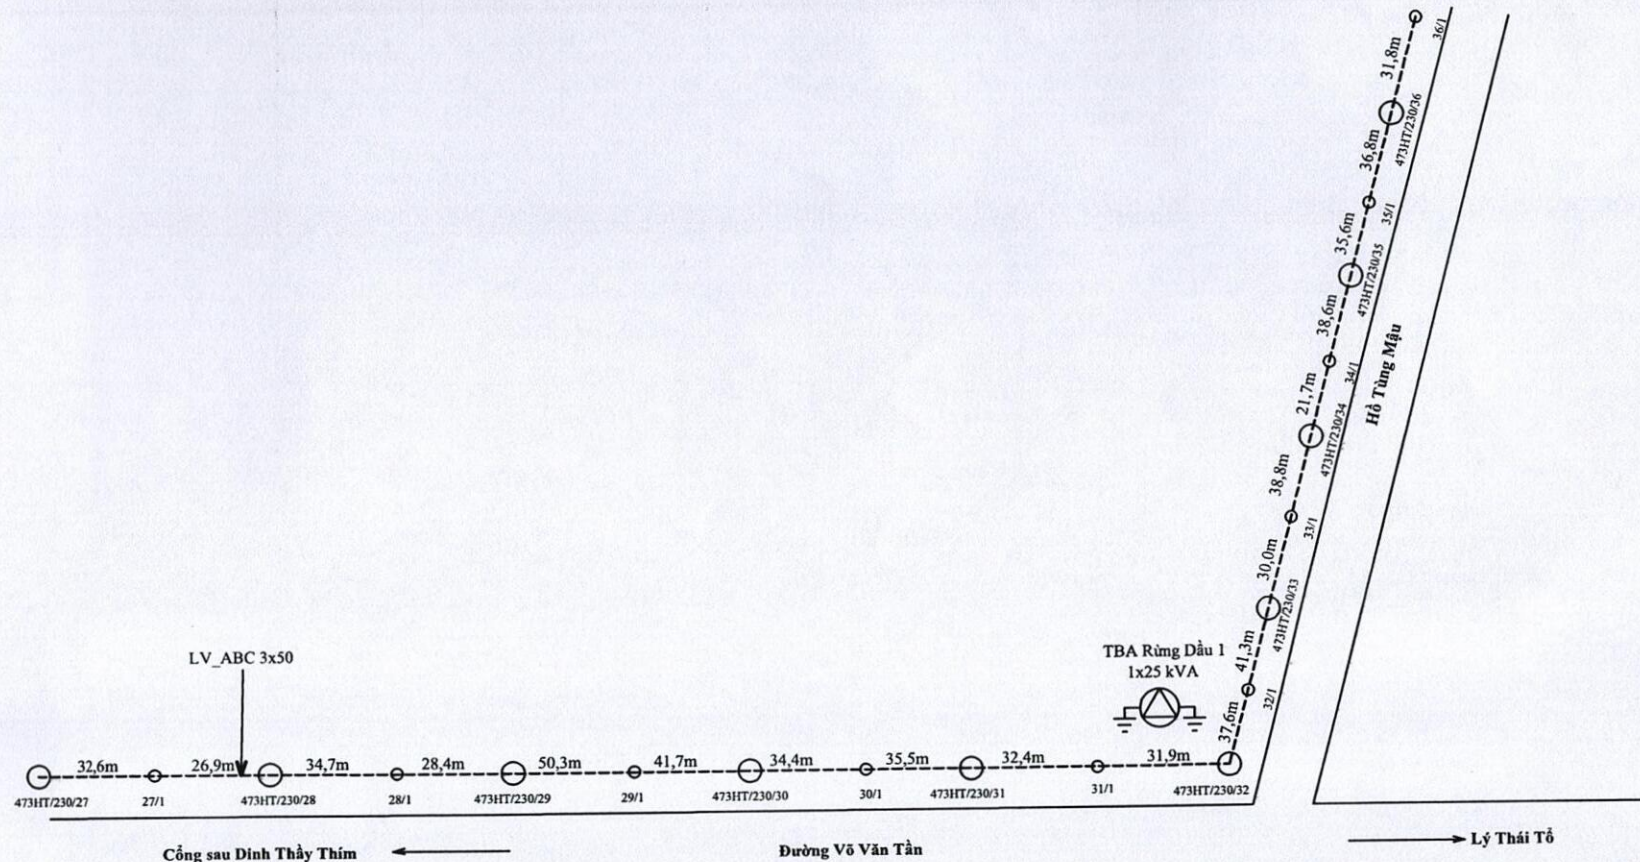 36/1
31,8m
473HT/230/36
36,8m
35/1
35,6m
473HT/230/35
38,6m
34/1
Hồ Tùng Mậu
21,7m
473HT/230/34
38,8m
33/1
30,0m
473HT/230/33
41,3m
32/1
37,6m
TBA Rừng Dầu 1
1x25 kVA
LV_ABC 3x50
32,6m 26,9m 34,7m 28,4m 50,3m 41,7m 34,4m 35,5m 32,4m 31,9m
473HT/230/27 27/1 473HT/230/28 28/1 473HT/230/29 29/1 473HT/230/30 30/1 473HT/230/31 31/1 473HT/230/32
Cổng sau Dinh Thầy Thím Đường Võ Văn Tần Lý Thái Tổ